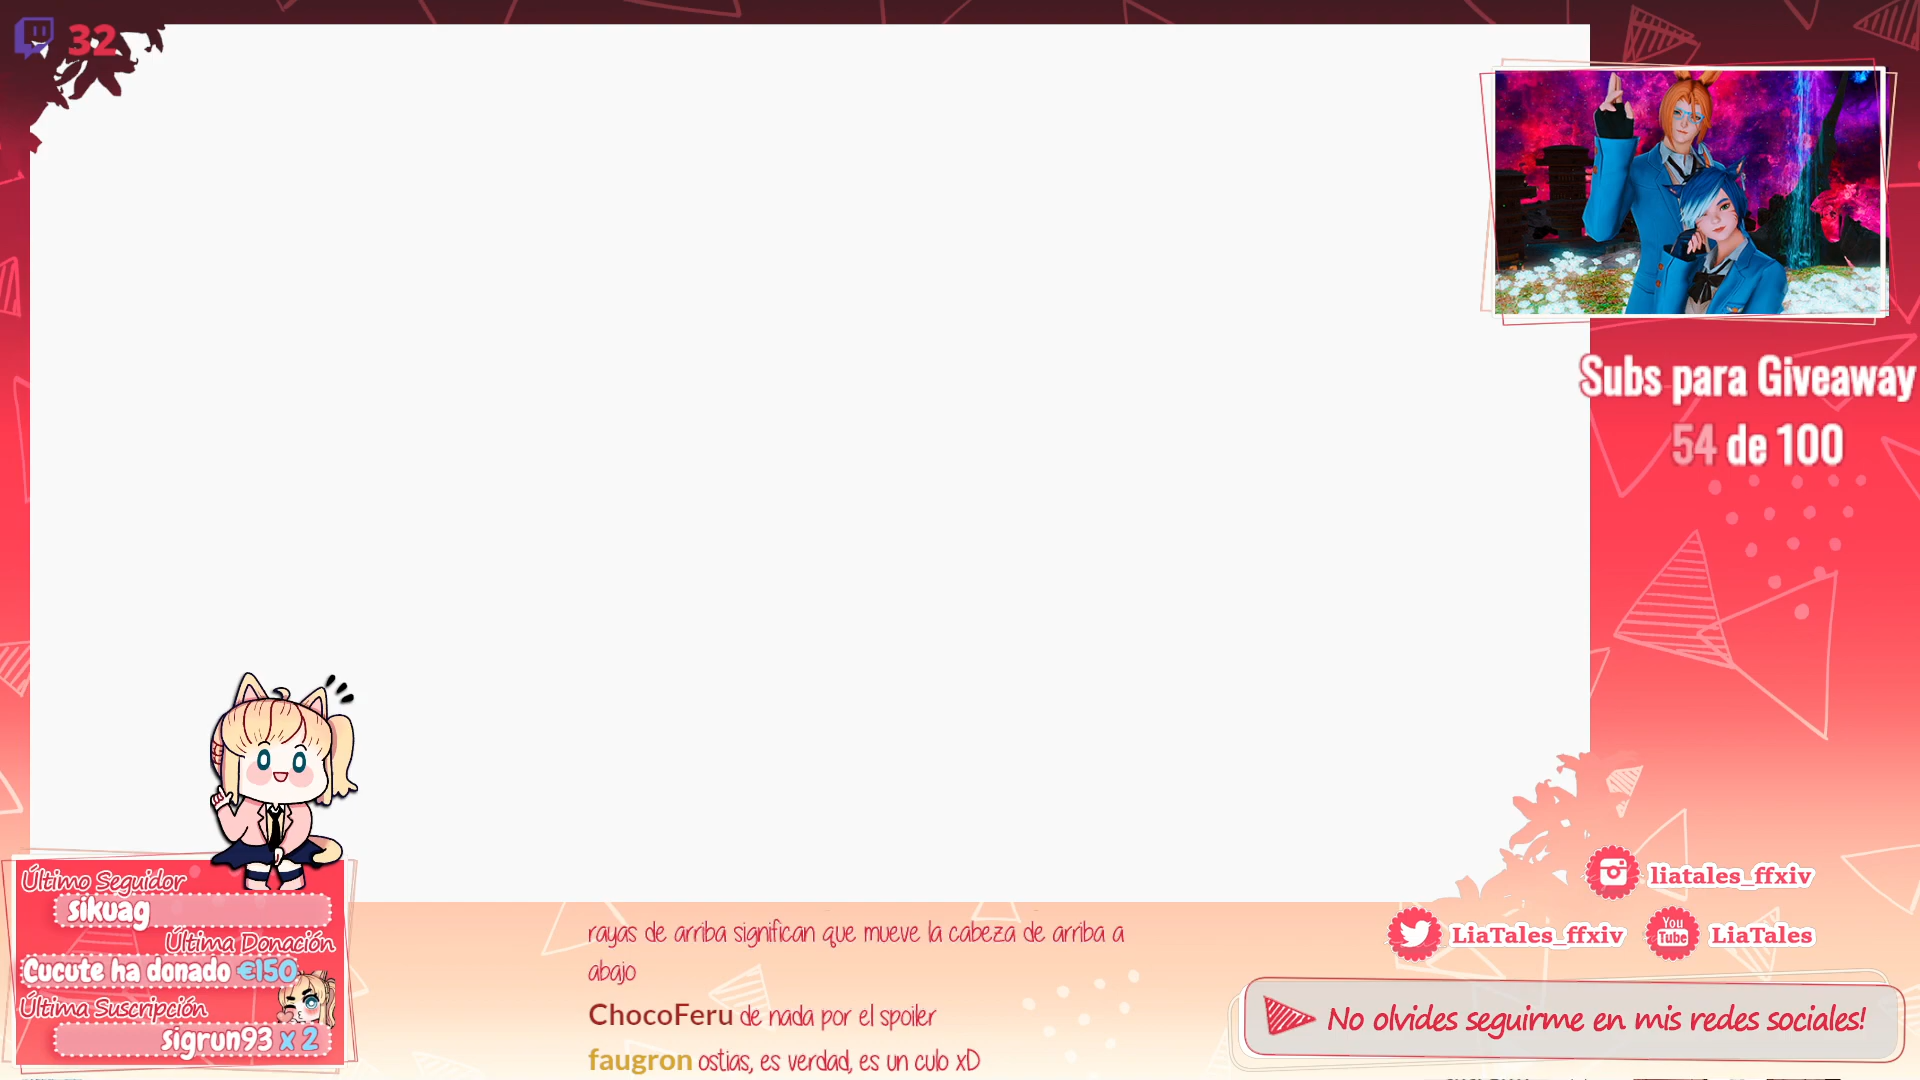 32
Subs para Giveaway
54 de 100
Último Seguidor
sikuag
Última Donación
Cucute ha donado €150
Última Suscripción
sigrun93 x 2
rayas de arriba significan que mueve la cabeza de arriba a
abajo
ChocoFeru de nada por el spoiler
faugron ostias, es verdad, es un culo xD
liatales_ffxiv
LiaTales_ffxiv
You
Tube
LiaTales
No olvides seguirme en mis redes sociales!